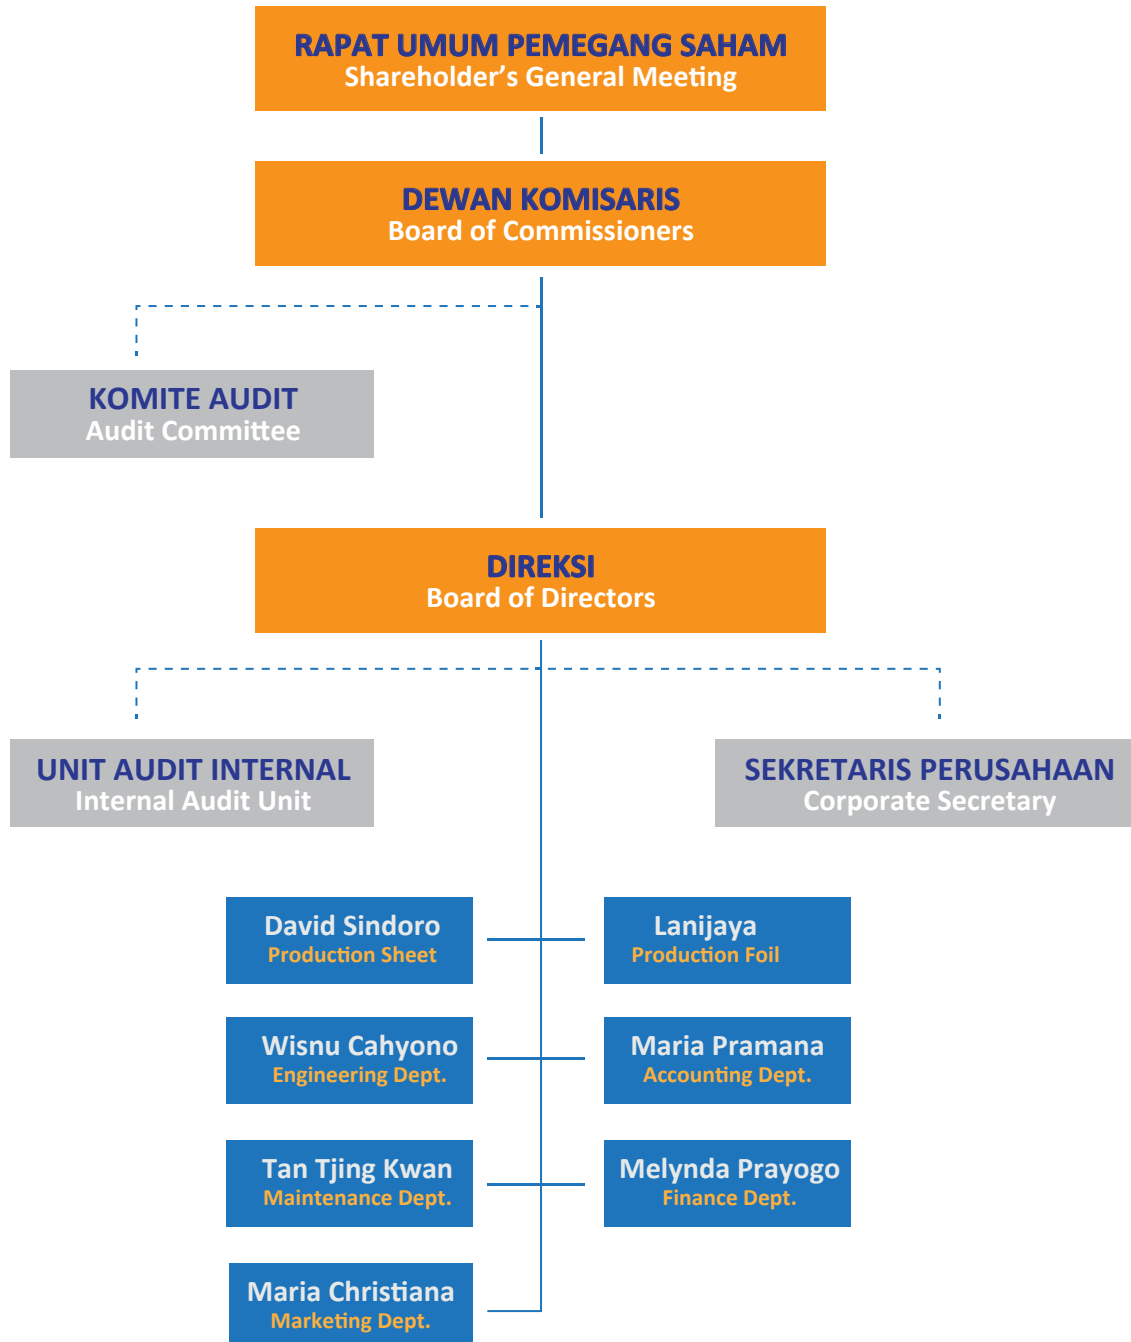 RAPAT UMUM PEMEGANG SAHAM
Shareholder’s General Meeting
DEWAN KOMISARIS
Board of Commissioners
KOMITE AUDIT
Audit Committee
DIREKSI
Board of Directors
UNIT AUDIT INTERNAL
Internal Audit Unit
SEKRETARIS PERUSAHAAN
Corporate Secretary
David Sindoro
Production Sheet
Lanijaya
Production Foil
Wisnu Cahyono
Engineering Dept.
Maria Pramana
Accounting Dept.
Tan Tjing Kwan
Maintenance Dept.
Melynda Prayogo
Finance Dept.
Maria Christiana
Marketing Dept.